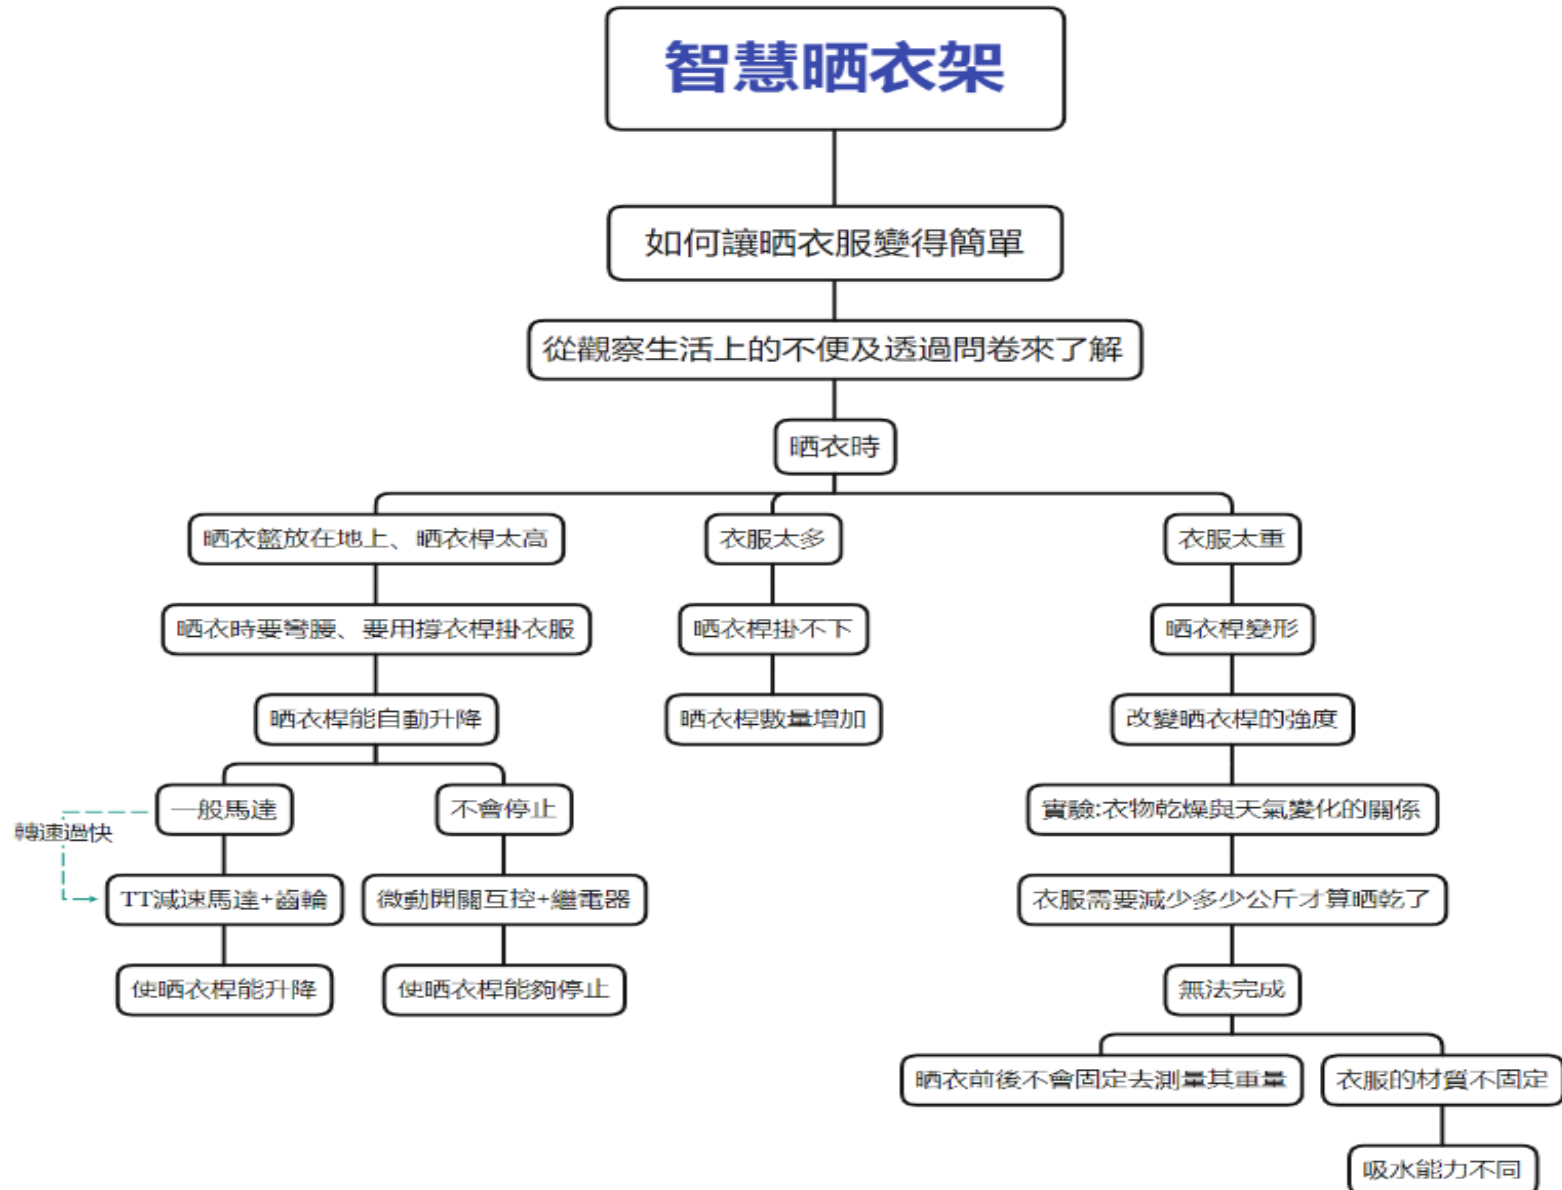 智慧晒衣架
如何讓晒衣服變得簡單
從觀察生活上的不便及透過問卷來了解
晒衣時
晒衣籃放在地上、晒衣桿太高
衣服太多
衣服太重
晒衣時要彎腰、要用撐衣桿掛衣服
晒衣桿掛不下
晒衣桿變形
晒衣桿能自動升降
晒衣桿數量增加
改變晒衣桿的強度
一般馬達
不會停止
實驗:衣物乾燥與天氣變化的關係
轉速過快
TT減速馬達+齒輪
微動開關互控+繼電器
衣服需要減少多少公斤才算晒乾了
使晒衣桿能升降
使晒衣桿能夠停止
無法完成
晒衣前後不會固定去測量其重量
衣服的材質不固定
吸水能力不同